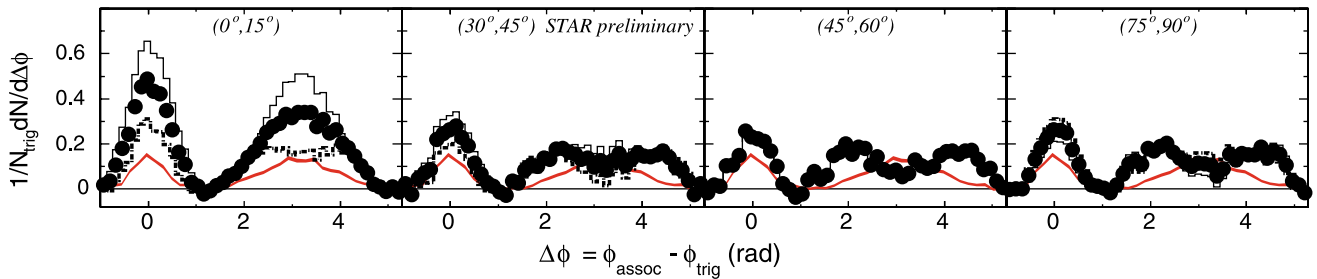 (0°,15°) (30°,45°) STAR preliminary (45°,60°) (75°,90°)
1/N_trig dN/dΔϕ
0.6
0.4
0.2
0
0 2 4 0 2 4 0 2 4 0 2 4
Δϕ = ϕ_assoc - ϕ_trig (rad)